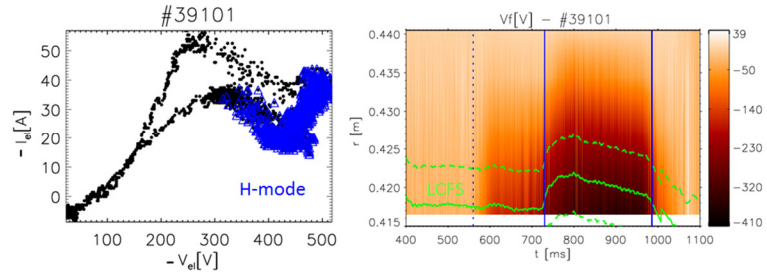 #39101
- I_el[A]
50
40
30
20
10
0
H-mode
100 200 300 400 500
- V_el[V]
Vf[V] - #39101
r [m]
0.440
0.435
0.430
0.425
0.420
0.415
LCFS
400 500 600 700 800 900 1000 1100
t [ms]
39
-50
-140
-230
-320
-410